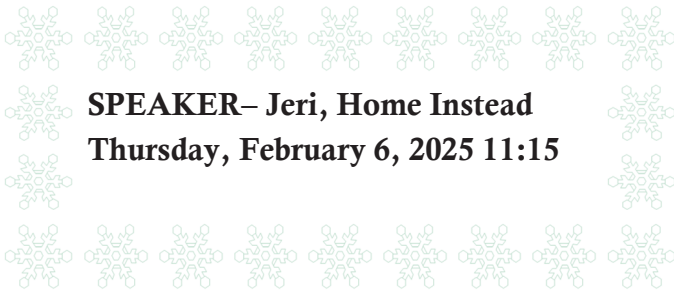 SPEAKER– Jeri, Home Instead
Thursday, February 6, 2025 11:15